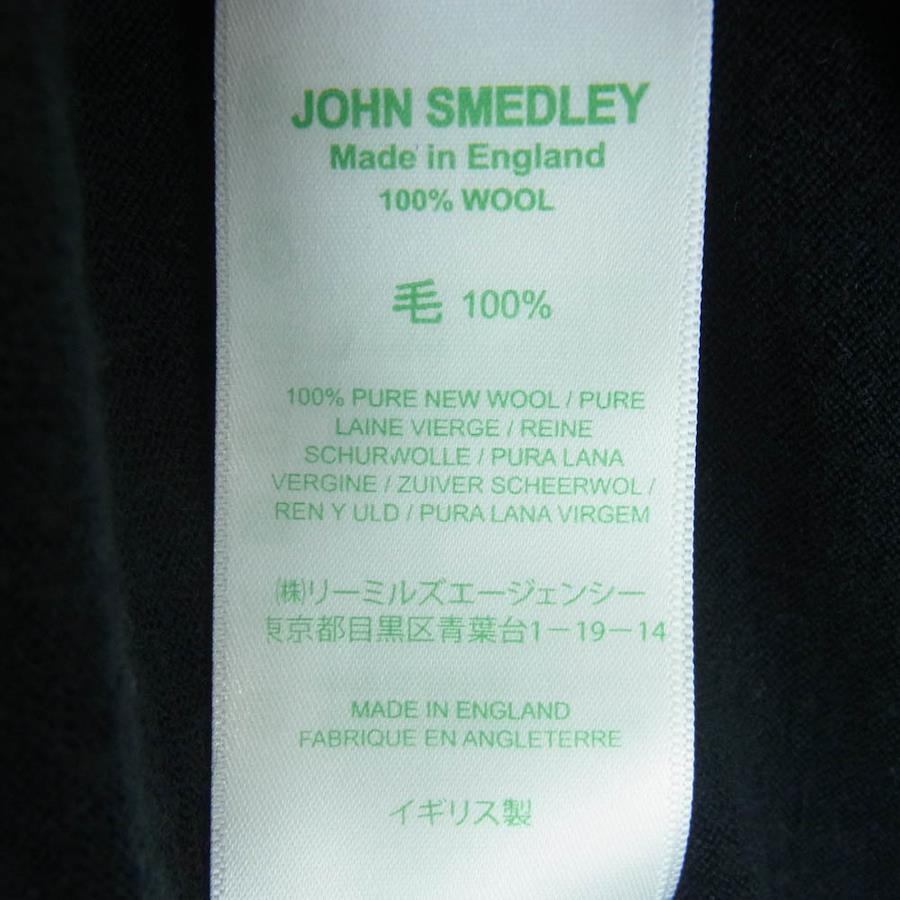 JOHN SMEDLEY
Made in England
100% WOOL
毛 100%
100% PURE NEW WOOL / PURE
LAINE VIERGE / REINE
SCHURWOLLE / PURA LANA
VERGINE / ZUIVER SCHEERWOL /
REN Y ULD / PURA LANA VIRGEM
㈱リーミルズエージェンシー
東京都目黒区青葉台1－19－14
MADE IN ENGLAND
FABRIQUE EN ANGLETERRE
イギリス製